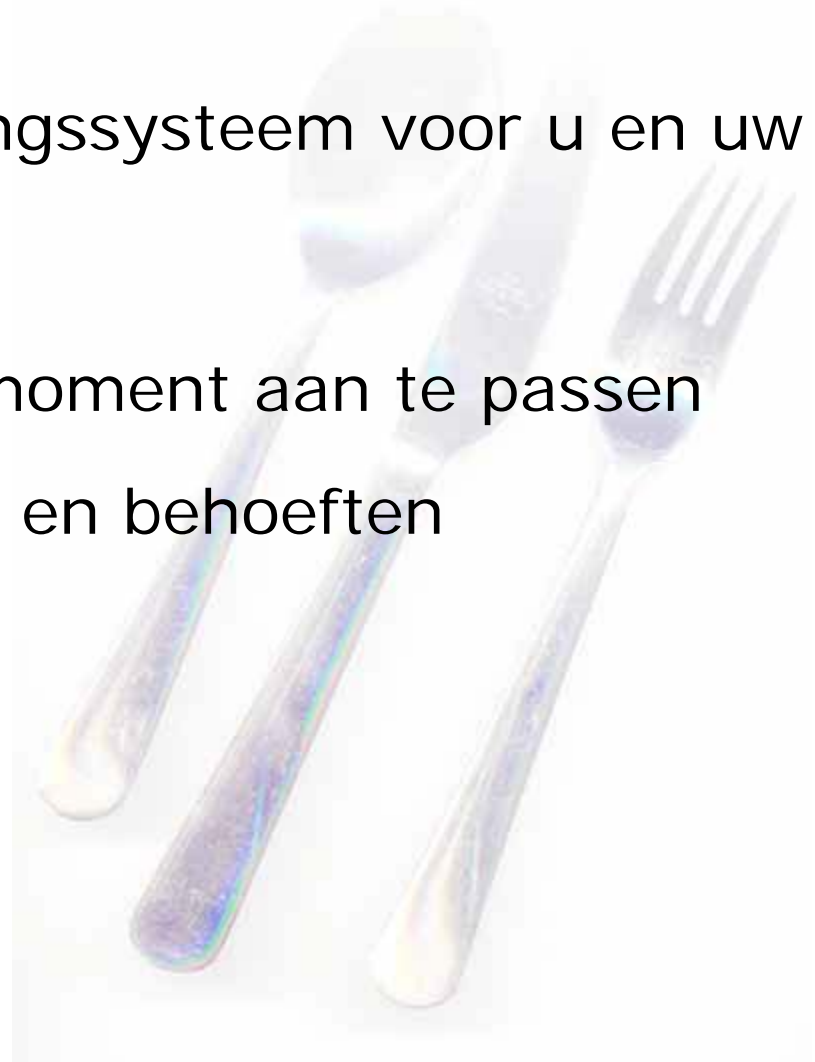 ngssysteem voor u en uw
moment aan te passen
en behoeften